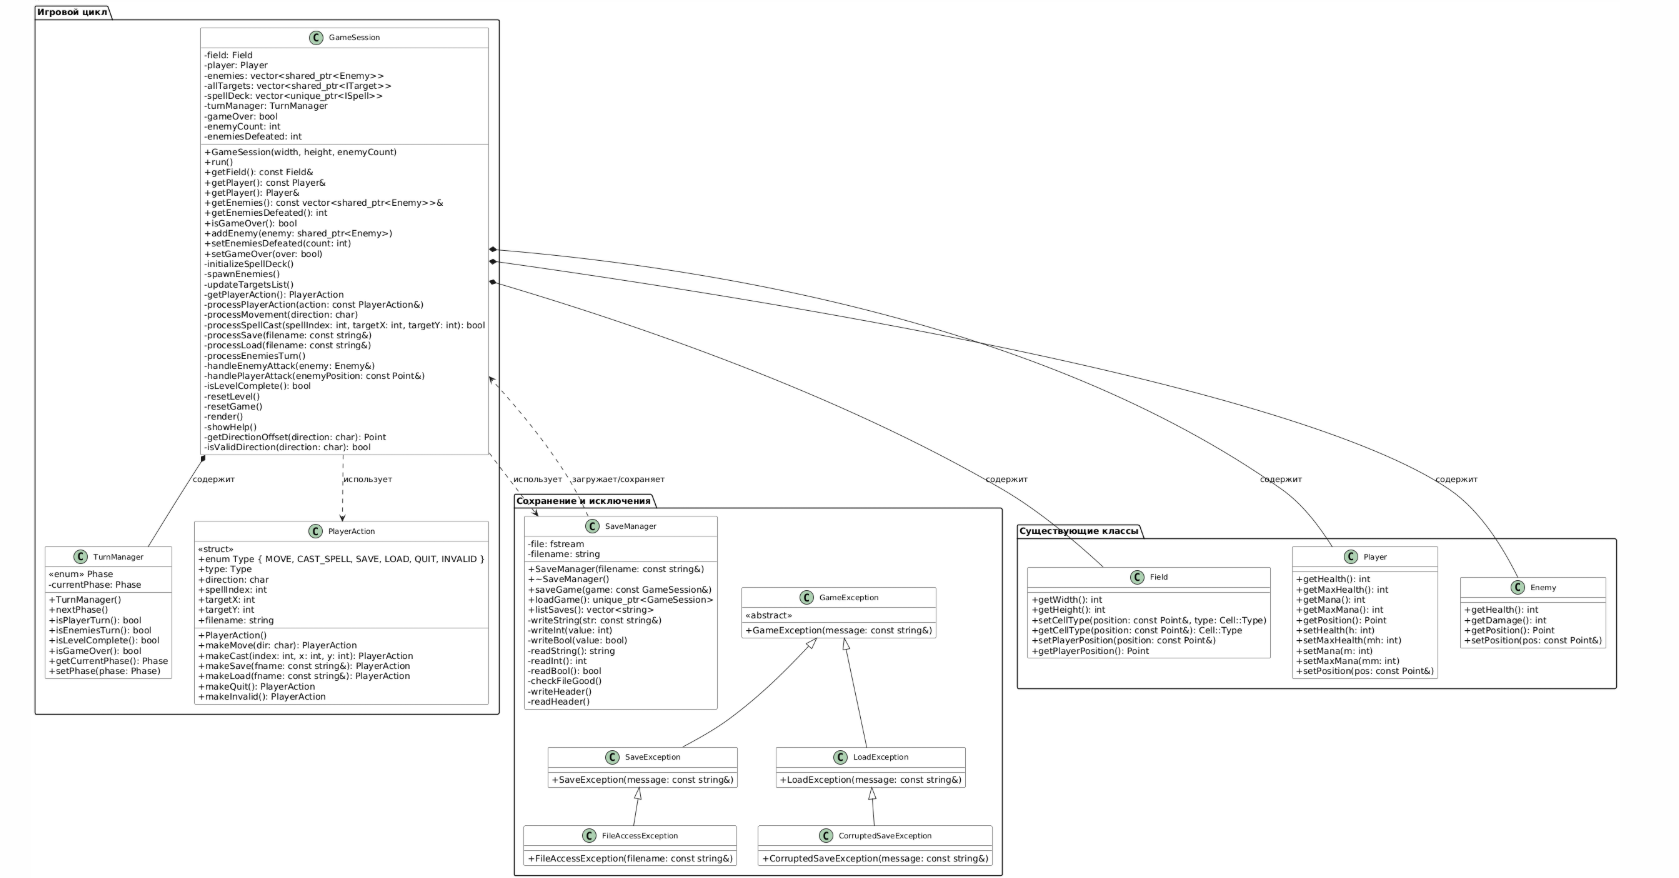 Игровой цикл
GameSession
-field: Field
-player: Player
-enemies: vector<shared_ptr<Enemy>>
-allTargets: vector<shared_ptr<ITarget>>
-spellDeck: vector<unique_ptr<ISpell>>
-turnManager: TurnManager
-gameOver: bool
-enemyCount: int
-enemiesDefeated: int
+GameSession(width, height, enemyCount)
+run()
+getField(): const Field&
+getPlayer(): const Player&
+getPlayer(): Player&
+getEnemies(): const vector<shared_ptr<Enemy>>&
+getEnemiesDefeated(): int
+isGameOver(): bool
+addEnemy(enemy: shared_ptr<Enemy>)
+setEnemiesDefeated(count: int)
+setGameOver(over: bool)
-initializeSpellDeck()
-spawnEnemies()
-updateTargetsList()
-getPlayerAction(): PlayerAction
-processPlayerAction(action: const PlayerAction&)
-processMovement(direction: char)
-processSpellCast(spellIndex: int, targetX: int, targetY: int): bool
-processSave(filename: const string&)
-processLoad(filename: const string&)
-processEnemiesTurn()
-handleEnemyAttack(enemy: Enemy&)
-handlePlayerAttack(enemyPosition: const Point&)
-isLevelComplete(): bool
-resetLevel()
-resetGame()
-render()
-showHelp()
-getDirectionOffset(direction: char): Point
-isValidDirection(direction: char): bool
содержит
использует
использует
загружает/сохраняет
содержит
содержит
содержит
TurnManager
«enum» Phase
-currentPhase: Phase
+TurnManager()
+nextPhase()
+isPlayerTurn(): bool
+isEnemiesTurn(): bool
+isLevelComplete(): bool
+isGameOver(): bool
+getCurrentPhase(): Phase
+setPhase(phase: Phase)
PlayerAction
«struct»
+enum Type { MOVE, CAST_SPELL, SAVE, LOAD, QUIT, INVALID }
+type: Type
+direction: char
+spellIndex: int
+targetX: int
+targetY: int
+filename: string
+PlayerAction()
+makeMove(dir: char): PlayerAction
+makeCast(index: int, x: int, y: int): PlayerAction
+makeSave(fname: const string&): PlayerAction
+makeLoad(fname: const string&): PlayerAction
+makeQuit(): PlayerAction
+makeInvalid(): PlayerAction
Сохранение и исключения
SaveManager
-file: fstream
-filename: string
+SaveManager(filename: const string&)
+~SaveManager()
+saveGame(game: const GameSession&)
+loadGame(): unique_ptr<GameSession>
+listSaves(): vector<string>
-writeString(str: const string&)
-writeInt(value: int)
-writeBool(value: bool)
-readString(): string
-readInt(): int
-readBool(): bool
-checkFileGood()
-writeHeader()
-readHeader()
GameException
«abstract»
+GameException(message: const string&)
SaveException
+SaveException(message: const string&)
LoadException
+LoadException(message: const string&)
FileAccessException
+FileAccessException(filename: const string&)
CorruptedSaveException
+CorruptedSaveException(message: const string&)
Существующие классы
Field
+getWidth(): int
+getHeight(): int
+setCellType(position: const Point&, type: Cell::Type)
+getCellType(position: const Point&): Cell::Type
+setPlayerPosition(position: const Point&)
+getPlayerPosition(): Point
Player
+getHealth(): int
+getMaxHealth(): int
+getMana(): int
+getMaxMana(): int
+getPosition(): Point
+setHealth(h: int)
+setMaxHealth(mh: int)
+setMana(m: int)
+setMaxMana(mm: int)
+setPosition(pos: const Point&)
Enemy
+getHealth(): int
+getDamage(): int
+getPosition(): Point
+setPosition(pos: const Point&)